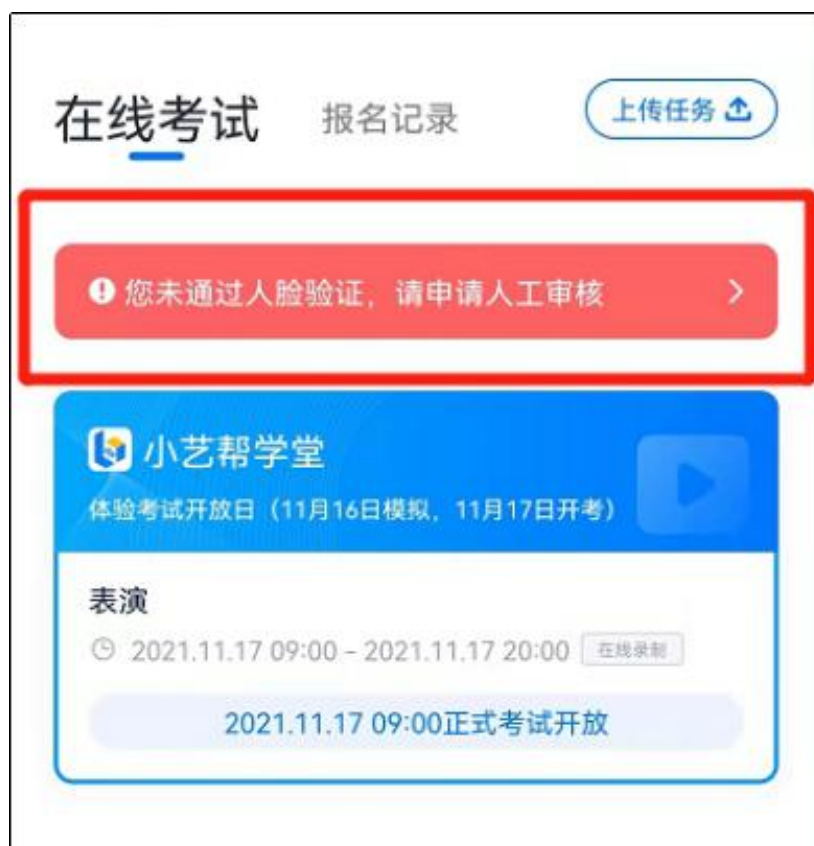 在线考试
报名记录
上传任务
您未通过人脸验证，请申请人工审核
小艺帮学堂
体验考试开放日（11月16日模拟，11月17日开考）
表演
2021.11.17 09:00 - 2021.11.17 20:00 在线录制
2021.11.17 09:00正式考试开放